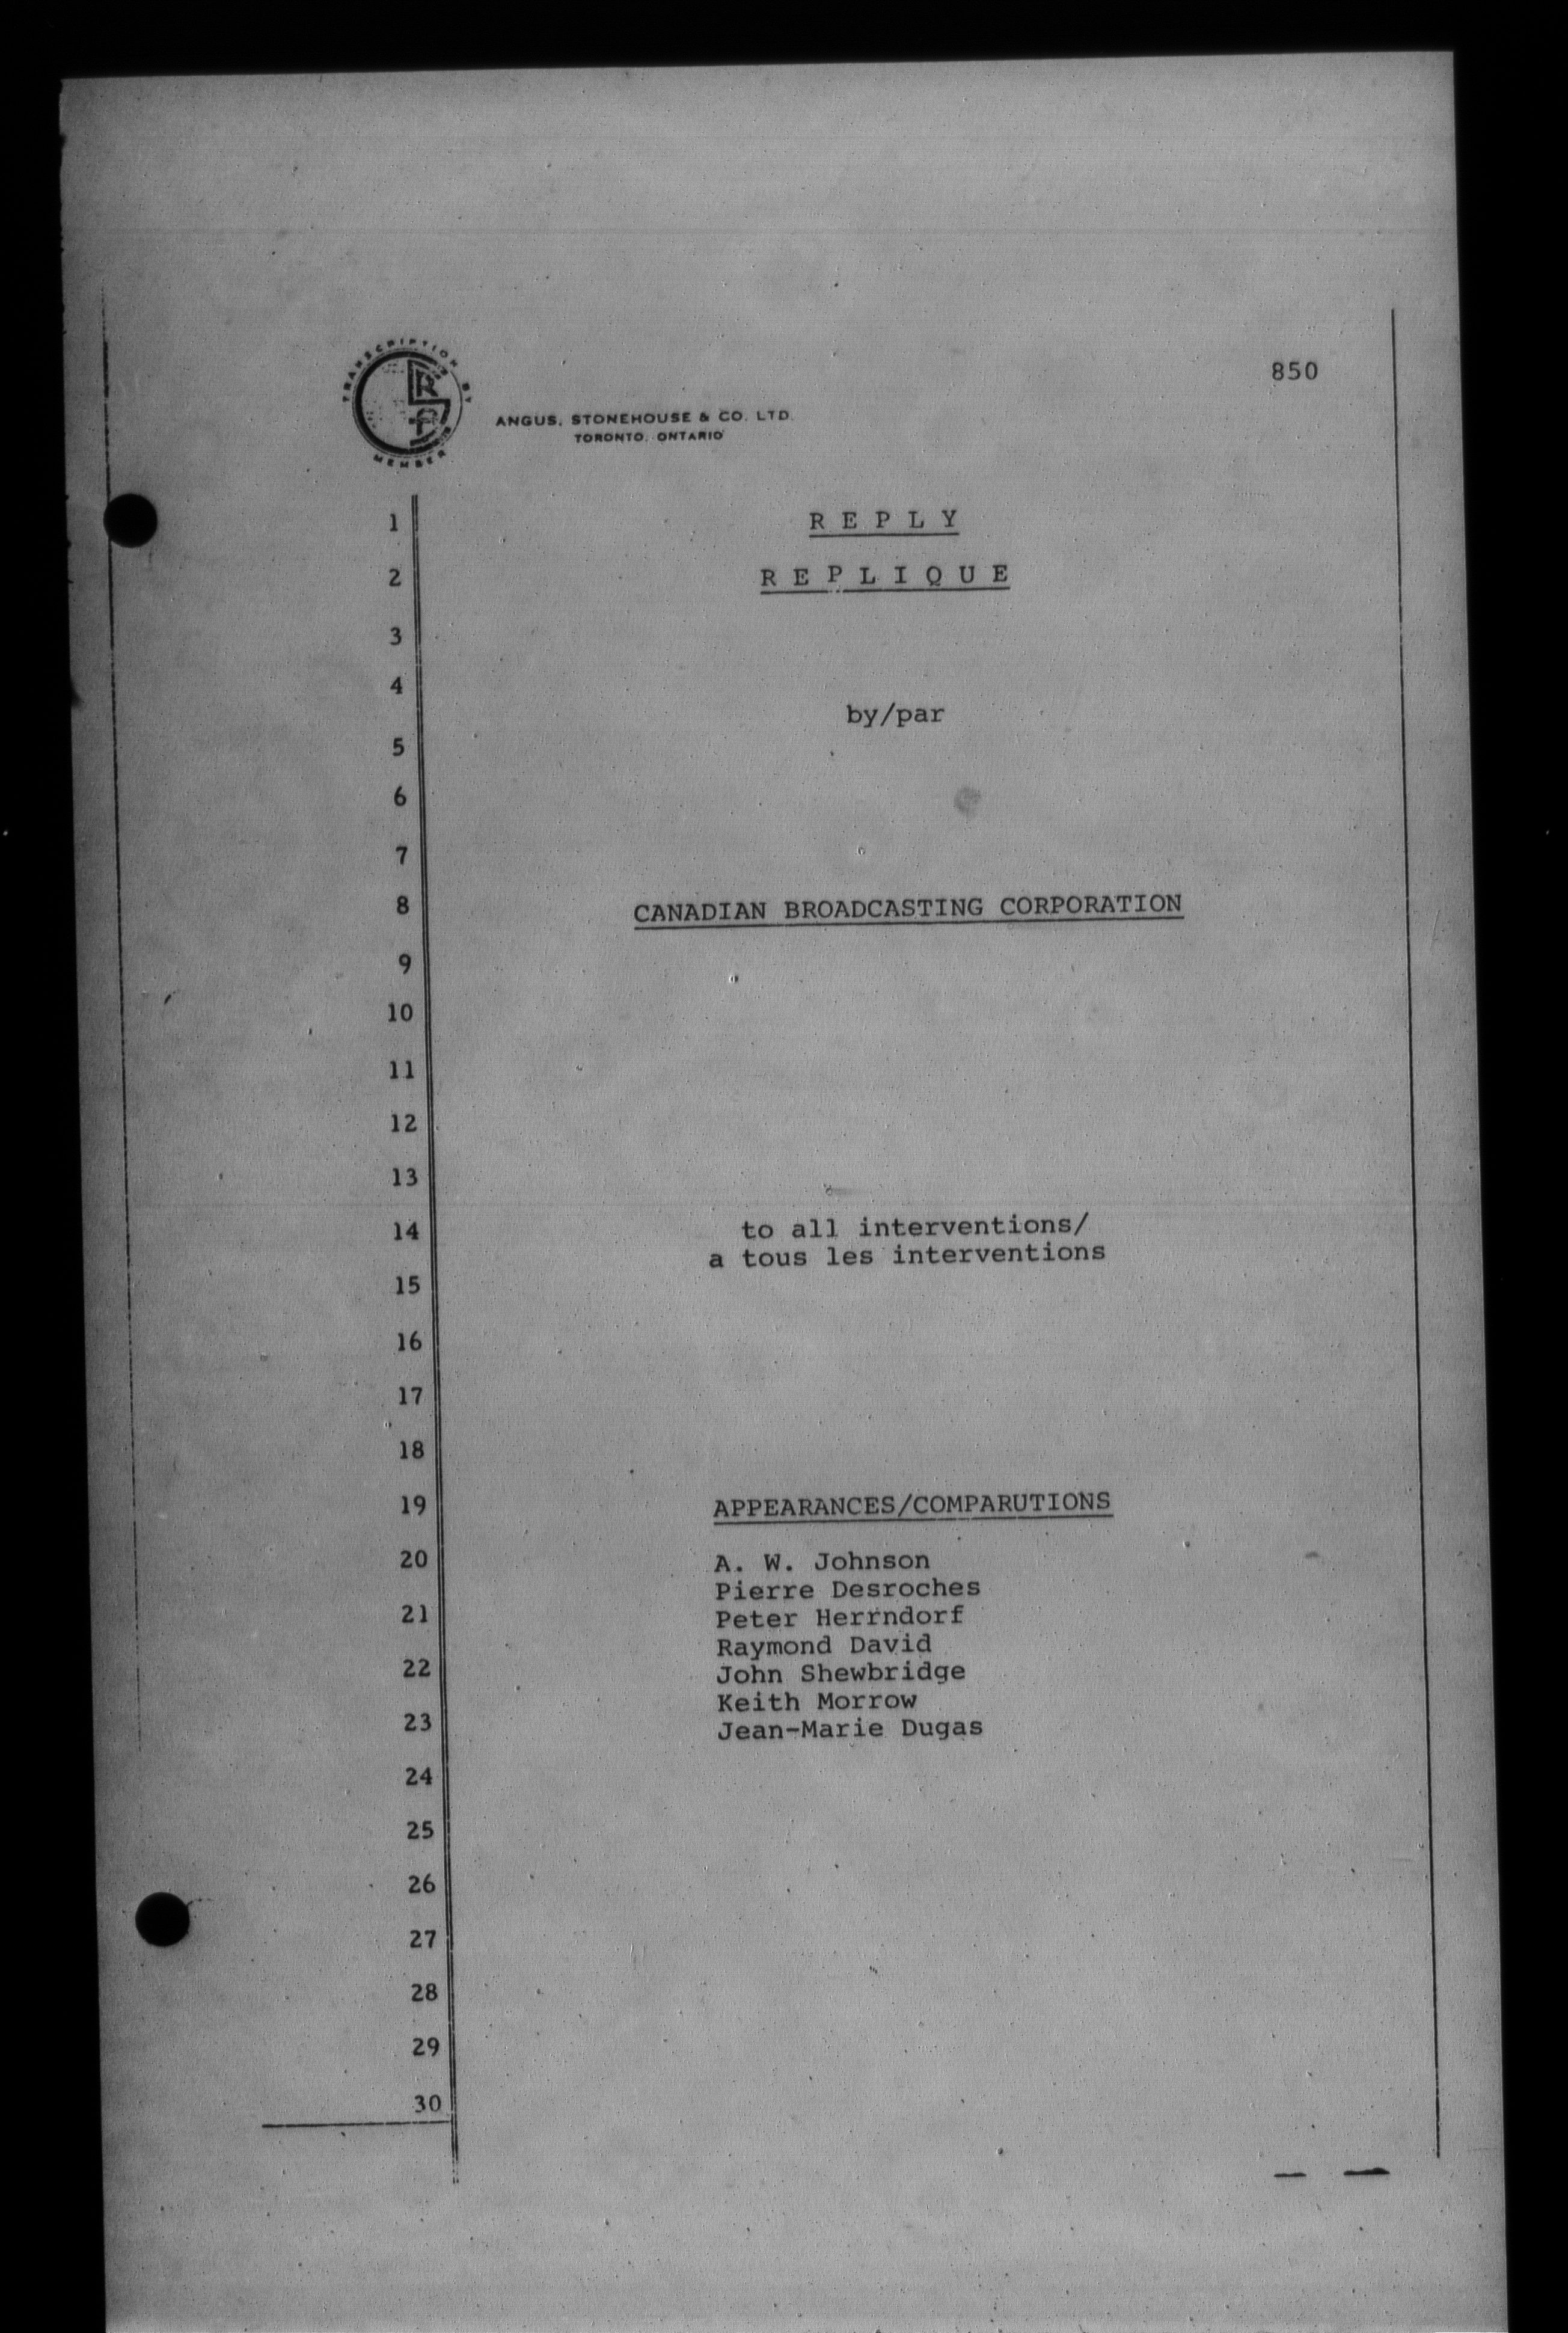 850
TRANSCRIPTION BY
MEMBER
ANGUS, STONEHOUSE & CO. LTD.
TORONTO, ONTARIO
1 R E P L Y
2 R E P L I Q U E
3
4
by/par
5
6
7
8 CANADIAN BROADCASTING CORPORATION
9
10
11
12
13
14 to all interventions/
a tous les interventions
15
16
17
18
19 APPEARANCES/COMPARUTIONS
20 A. W. Johnson
Pierre Desroches
21 Peter Herrndorf
Raymond David
22 John Shewbridge
Keith Morrow
23 Jean-Marie Dugas
24
25
26
27
28
29
30